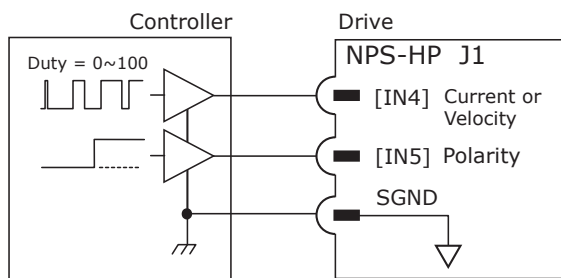 Controller
Drive
Duty = 0~100
NPS-HP J1
[IN4] Current or
Velocity
[IN5] Polarity
SGND